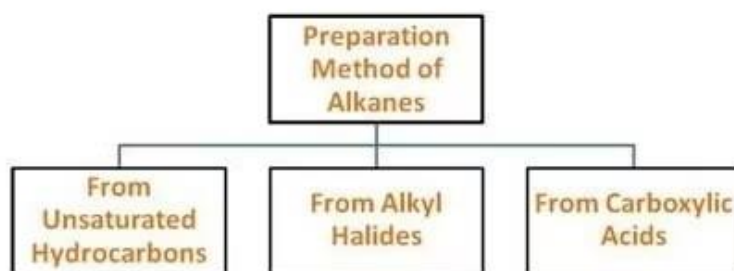 Preparation
Method of
Alkanes
From
Unsaturated
Hydrocarbons
From Alkyl
Halides
From Carboxylic
Acids